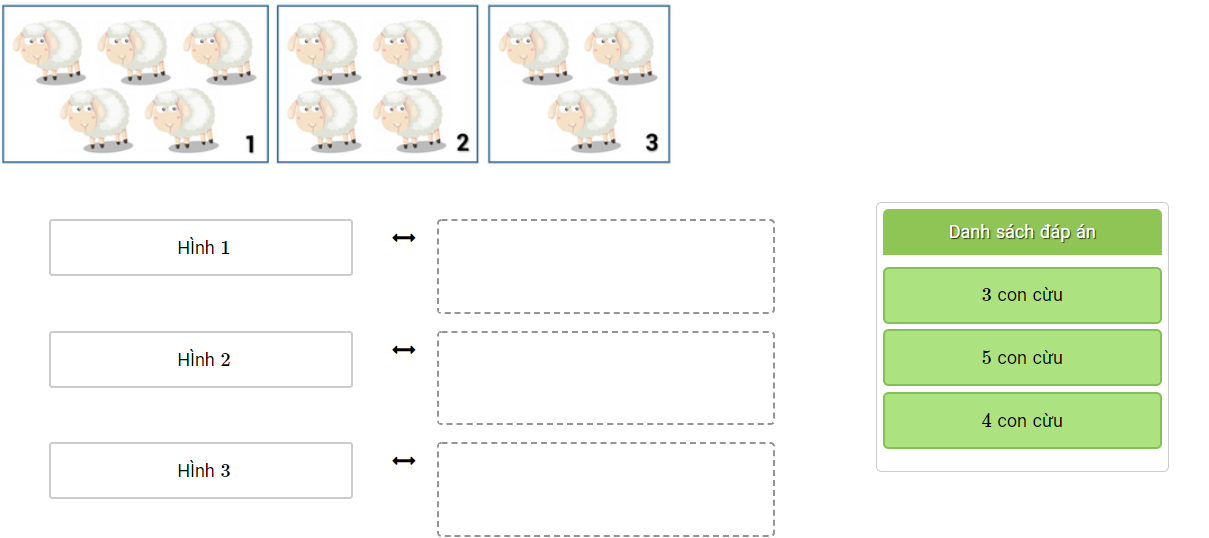 1 2 3
HÌnh 1
HÌnh 2
HÌnh 3
Danh sách đáp án
3 con cừu
5 con cừu
4 con cừu